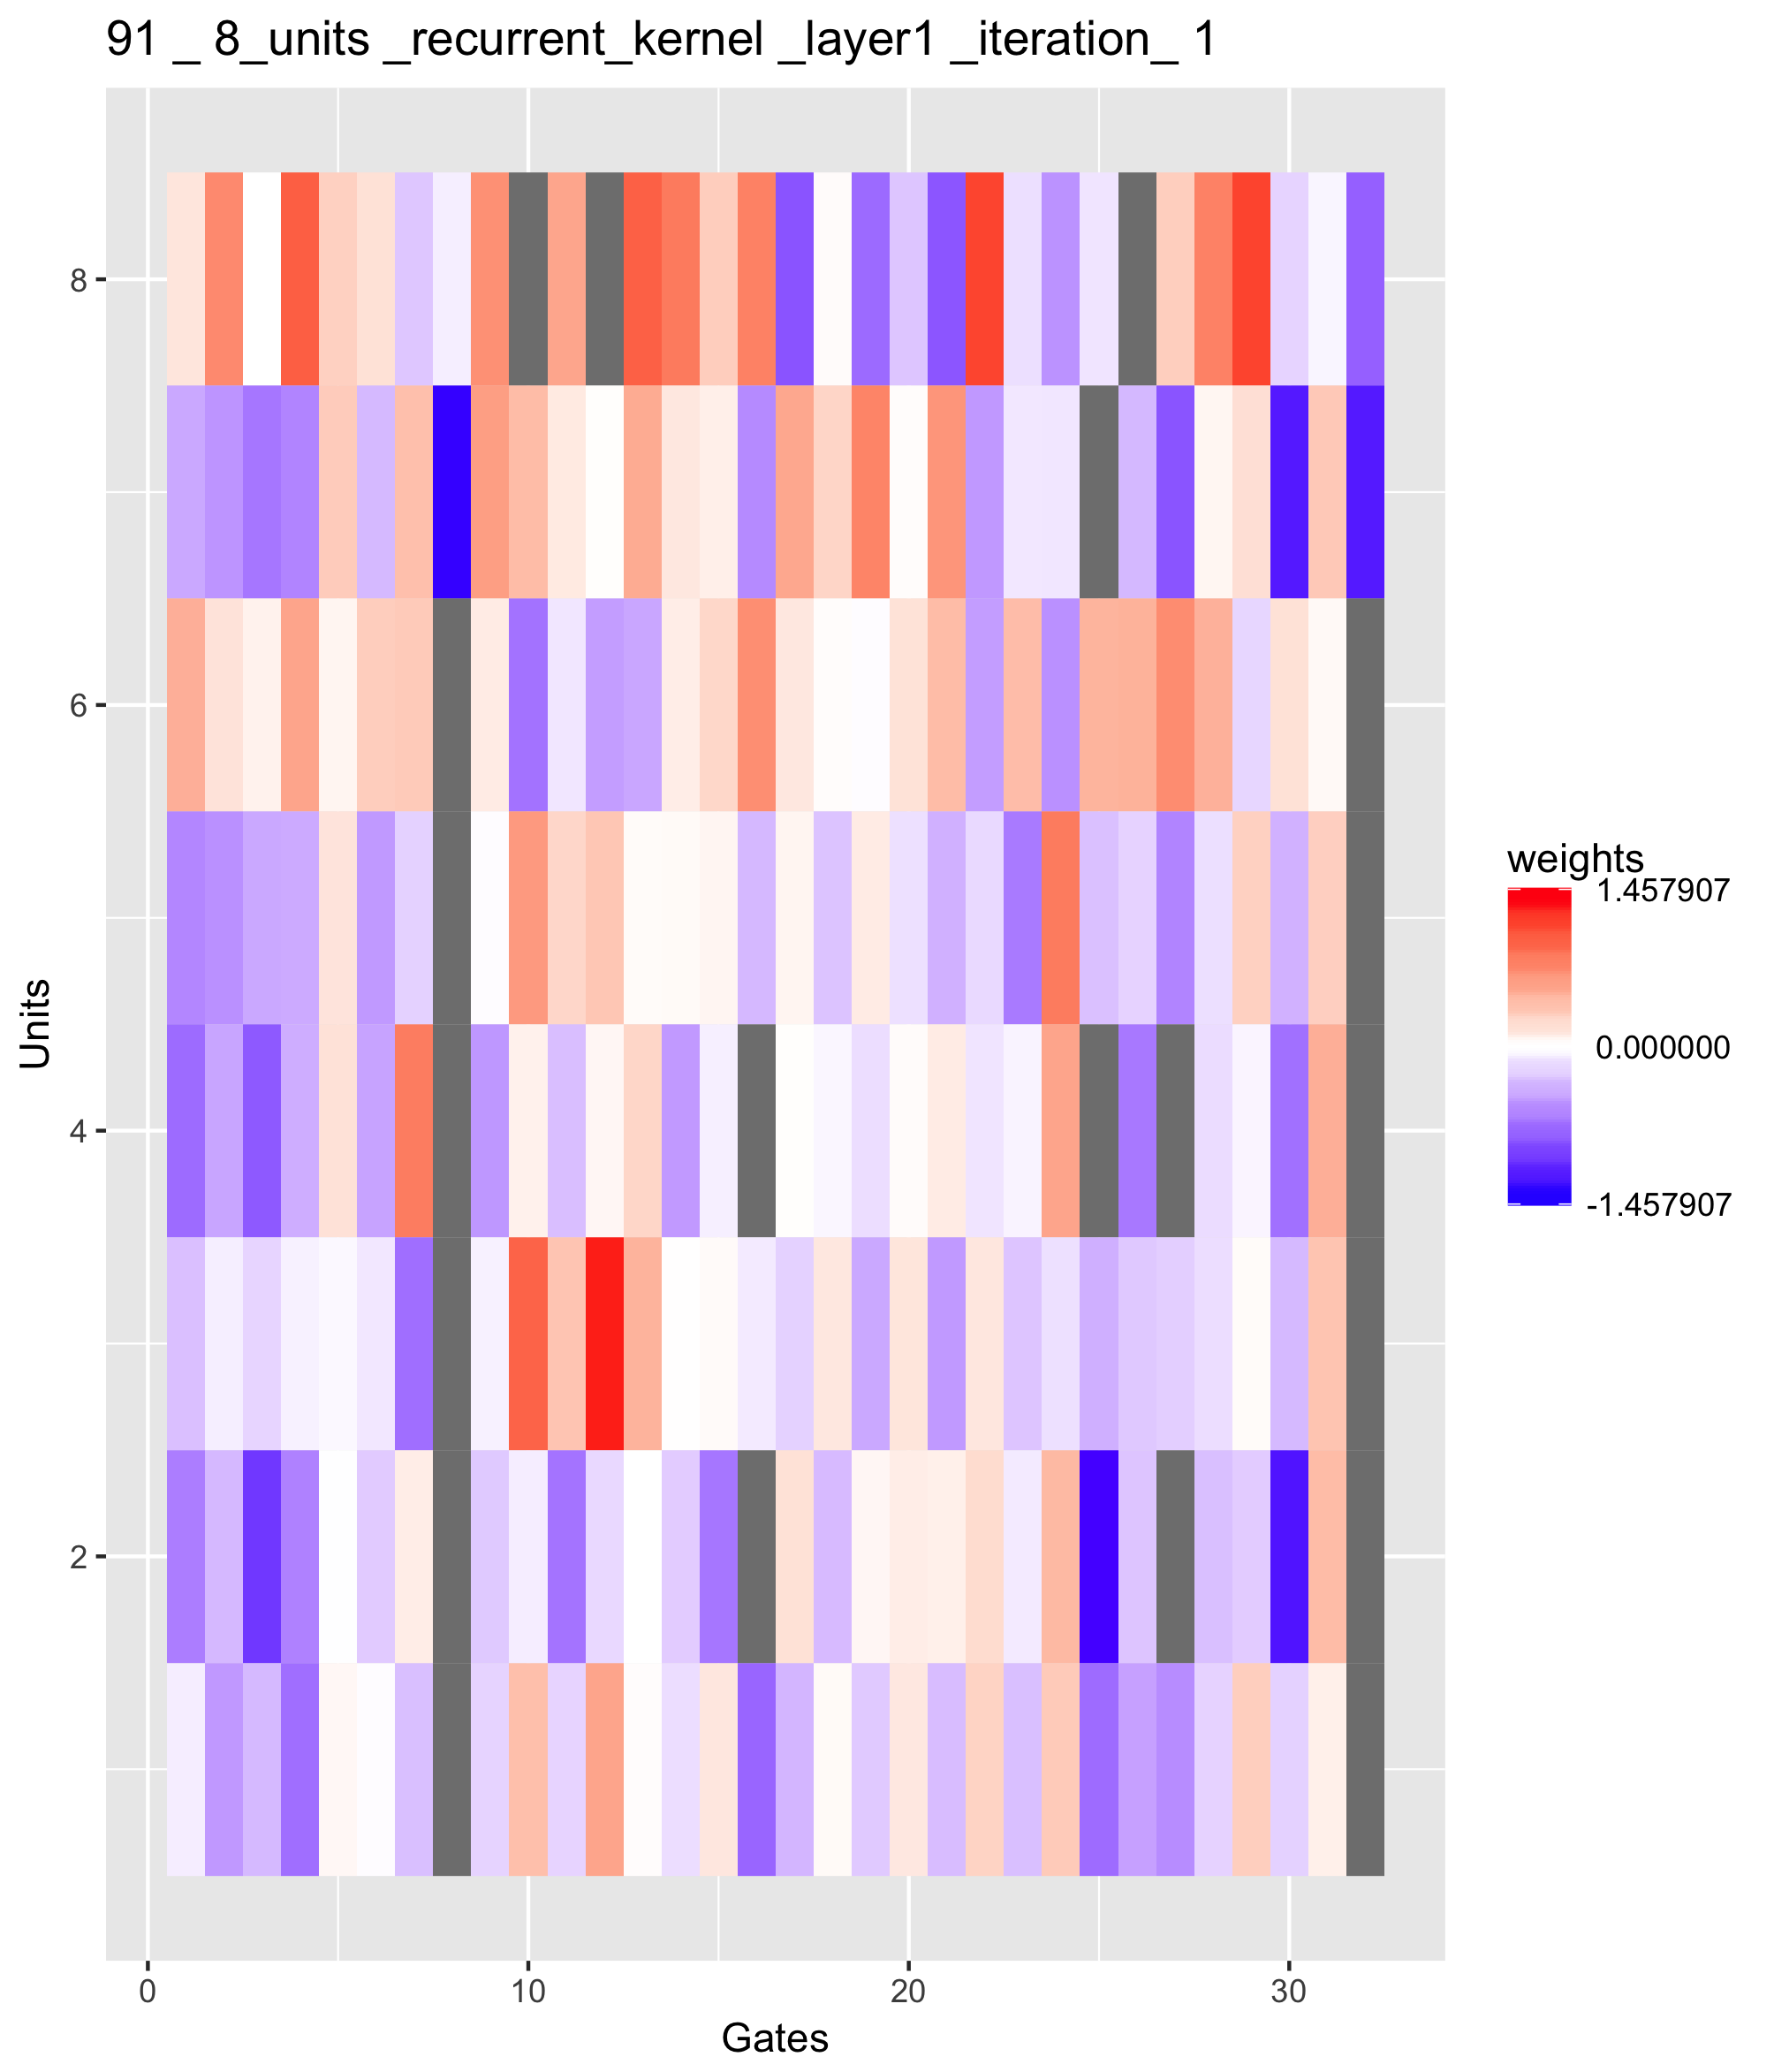 91 _ 8_units _recurrent_kernel _layer1 _iteration_ 1
8
6
4
2
Units
0
10
20
30
Gates
weights
1.457907
0.000000
-1.457907